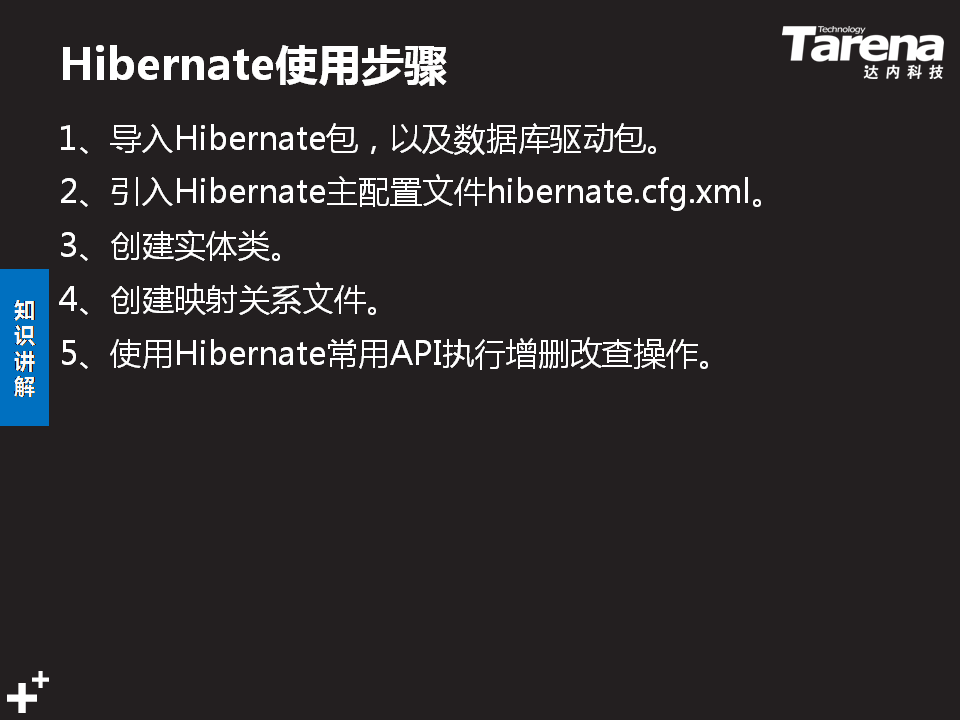 Hibernate使用步骤
Technology
Tarena
达内科技
1、导入Hibernate包，以及数据库驱动包。
2、引入Hibernate主配置文件hibernate.cfg.xml。
3、创建实体类。
4、创建映射关系文件。
5、使用Hibernate常用API执行增删改查操作。
知识讲解